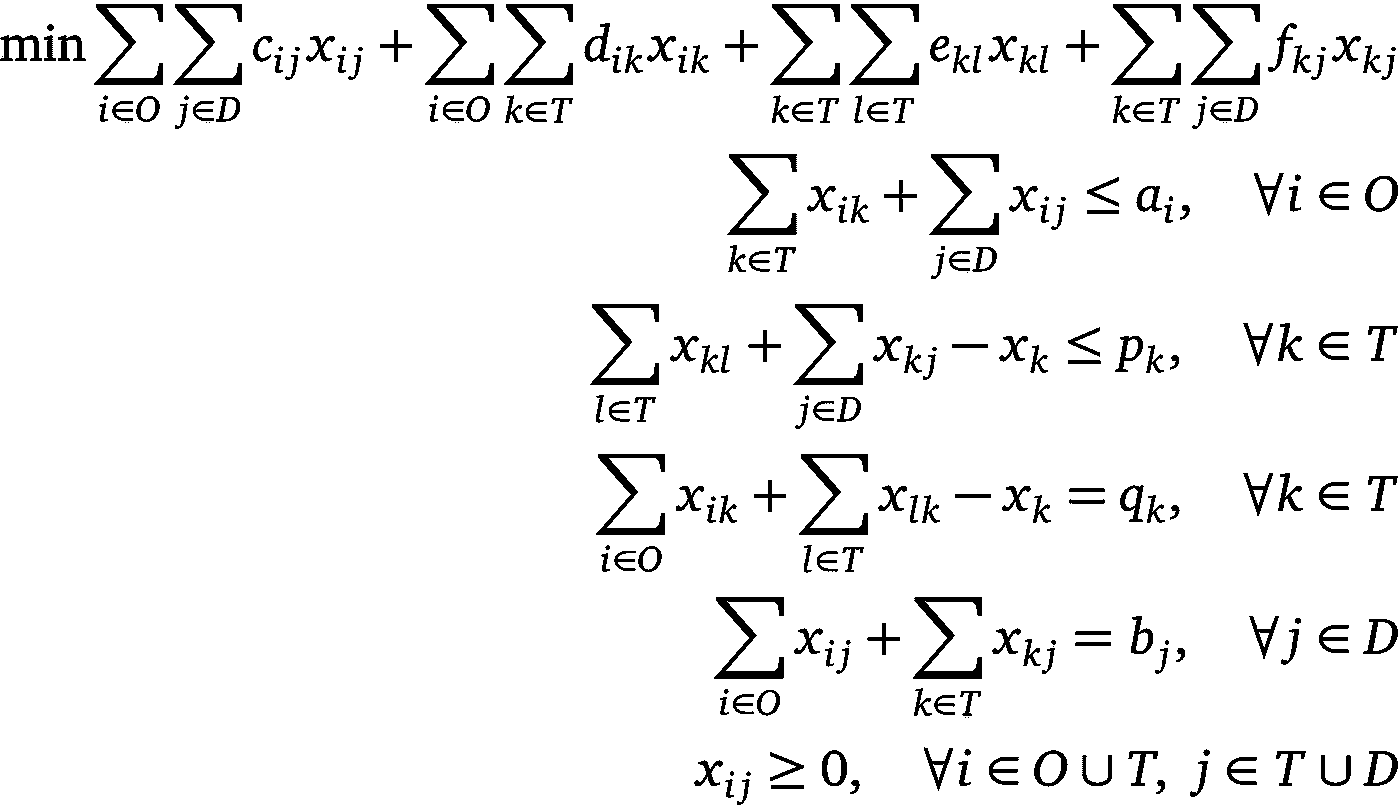 min ∑_{i∈O} ∑_{j∈D} c_{ij} x_{ij} + ∑_{i∈O} ∑_{k∈T} d_{ik} x_{ik} + ∑_{k∈T} ∑_{l∈T} e_{kl} x_{kl} + ∑_{k∈T} ∑_{j∈D} f_{kj} x_{kj}
∑_{k∈T} x_{ik} + ∑_{j∈D} x_{ij} ≤ a_i, ∀i ∈ O
∑_{l∈T} x_{kl} + ∑_{j∈D} x_{kj} − x_k ≤ p_k, ∀k ∈ T
∑_{i∈O} x_{ik} + ∑_{l∈T} x_{lk} − x_k = q_k, ∀k ∈ T
∑_{i∈O} x_{ij} + ∑_{k∈T} x_{kj} = b_j, ∀j ∈ D
x_{ij} ≥ 0, ∀i ∈ O ∪ T, j ∈ T ∪ D